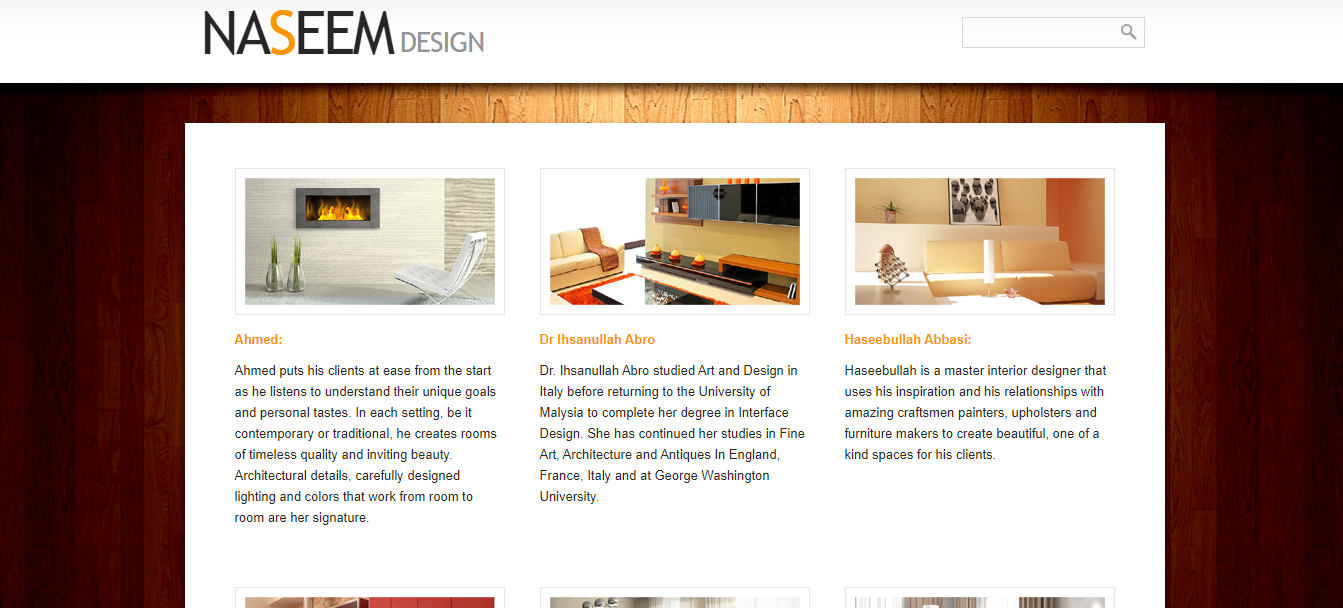 NASEEM DESIGN
Ahmed:
Ahmed puts his clients at ease from the start
as he listens to understand their unique goals
and personal tastes. In each setting, be it
contemporary or traditional, he creates rooms
of timeless quality and inviting beauty.
Architectural details, carefully designed
lighting and colors that work from room to
room are her signature.
Dr Ihsanullah Abro
Dr. Ihsanullah Abro studied Art and Design in
Italy before returning to the University of
Malysia to complete her degree in Interface
Design. She has continued her studies in Fine
Art, Architecture and Antiques In England,
France, Italy and at George Washington
University.
Haseebullah Abbasi:
Haseebullah is a master interior designer that
uses his inspiration and his relationships with
amazing craftsmen painters, upholsters and
furniture makers to create beautiful, one of a
kind spaces for his clients.